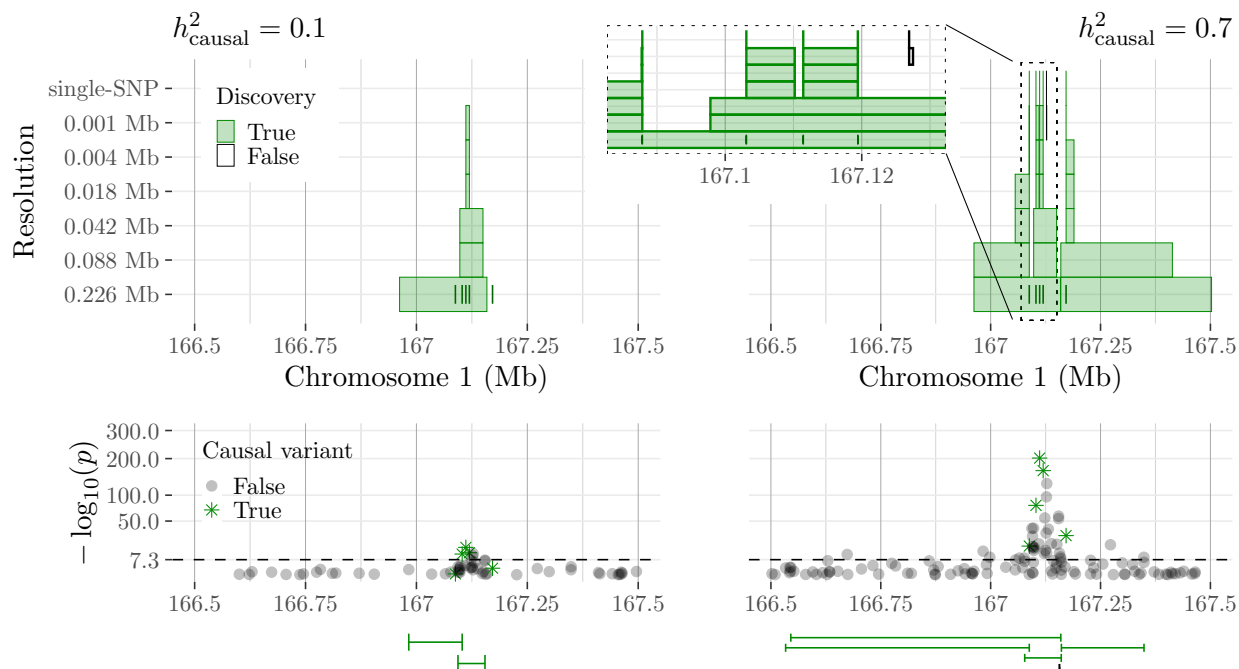 h²causal = 0.1
h²causal = 0.7
Resolution
single-SNP
0.001 Mb
0.004 Mb
0.018 Mb
0.042 Mb
0.088 Mb
0.226 Mb
Discovery
True
False
167.1 167.12
166.5 166.75 167 167.25 167.5
Chromosome 1 (Mb)
166.5 166.75 167 167.25 167.5
Chromosome 1 (Mb)
− log10(p)
300.0
200.0
100.0
50.0
7.3
Causal variant
False
True
166.5 166.75 167 167.25 167.5
166.5 166.75 167 167.25 167.5